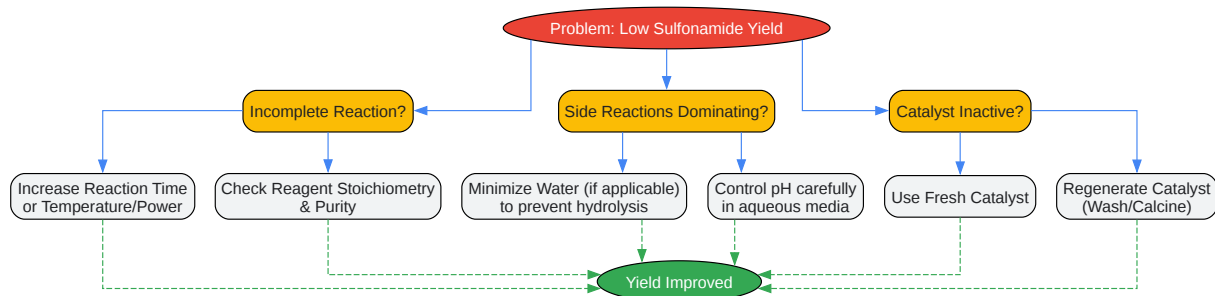 Problem: Low Sulfonamide Yield
Incomplete Reaction?
Side Reactions Dominating?
Catalyst Inactive?
Increase Reaction Time
or Temperature/Power
Check Reagent Stoichiometry
& Purity
Minimize Water (if applicable)
to prevent hydrolysis
Control pH carefully
in aqueous media
Use Fresh Catalyst
Regenerate Catalyst
(Wash/Calcine)
Yield Improved